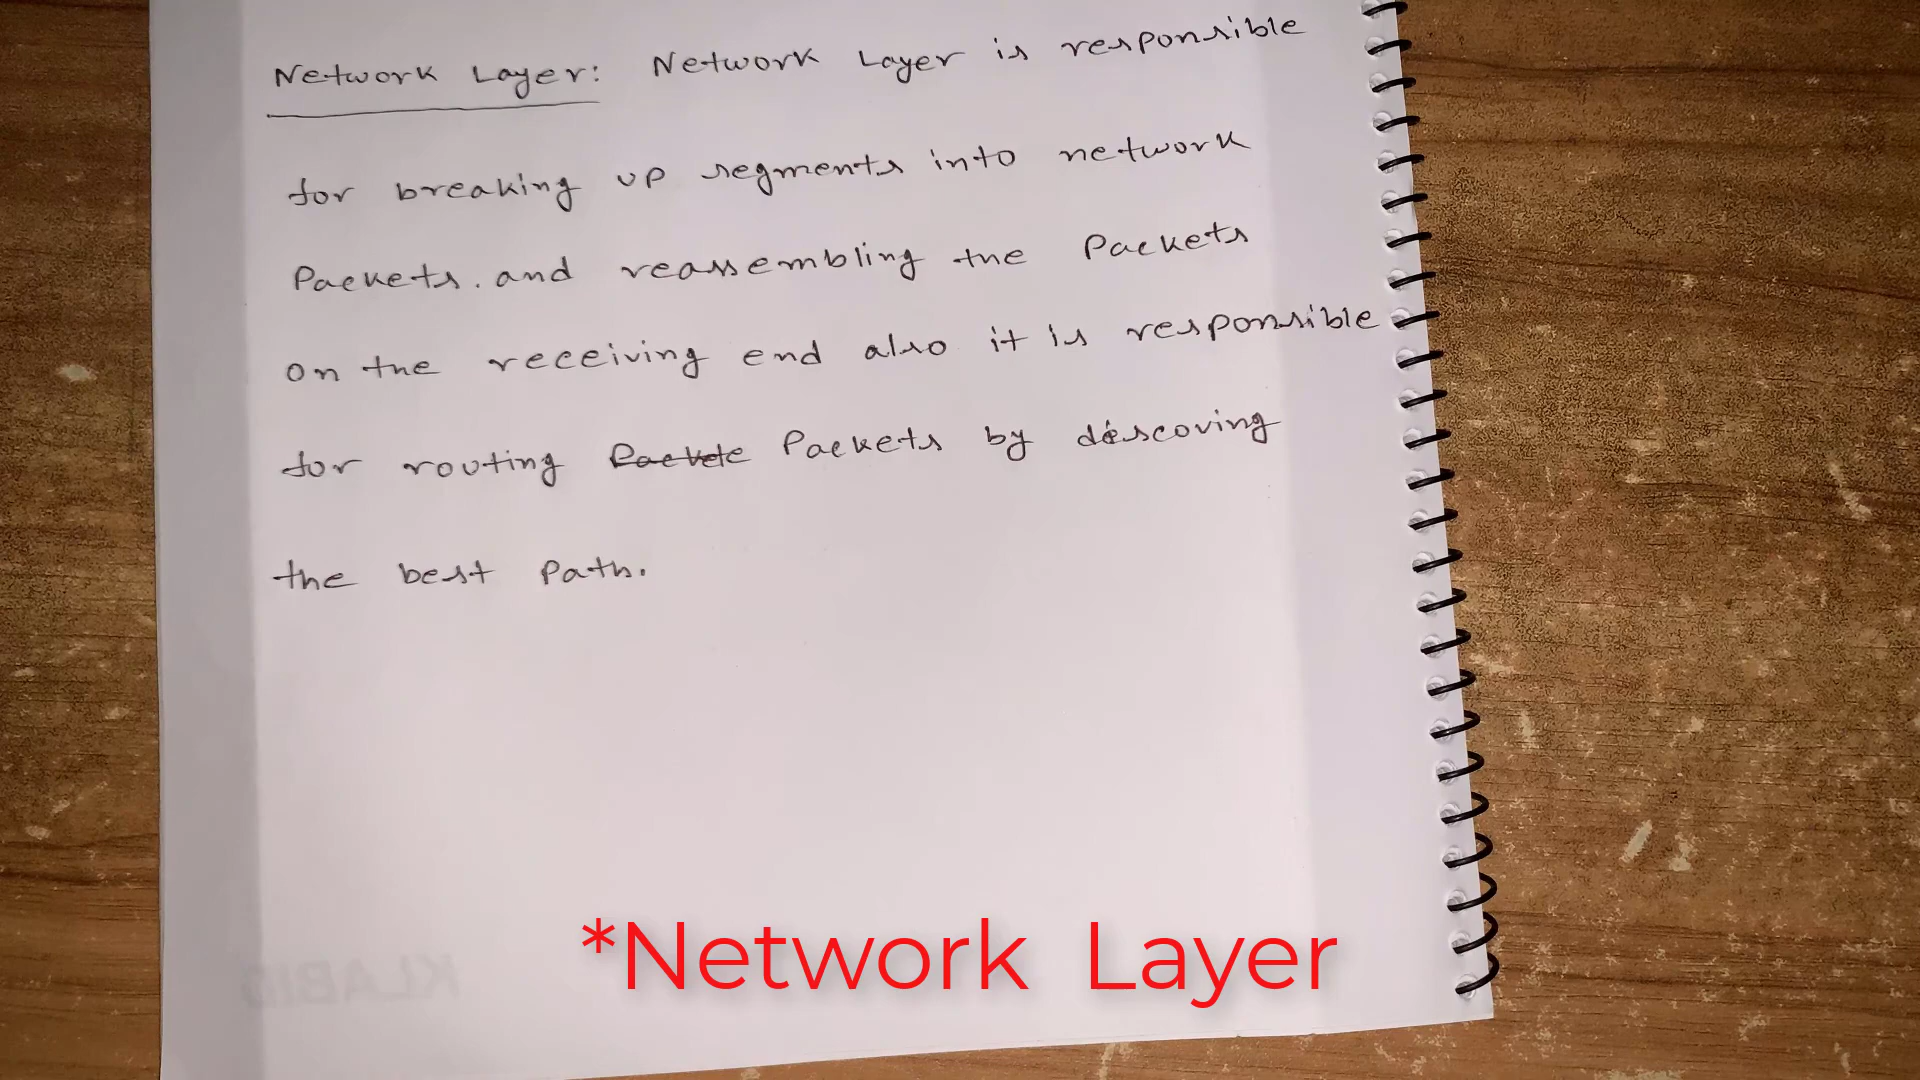 Network Layer: Network Layer is responsible
for breaking up segments into network
Packets. and reassembling the Packets
on the receiving end also it is responsible
for routing Packets by discoving
the best Path.
*Network Layer